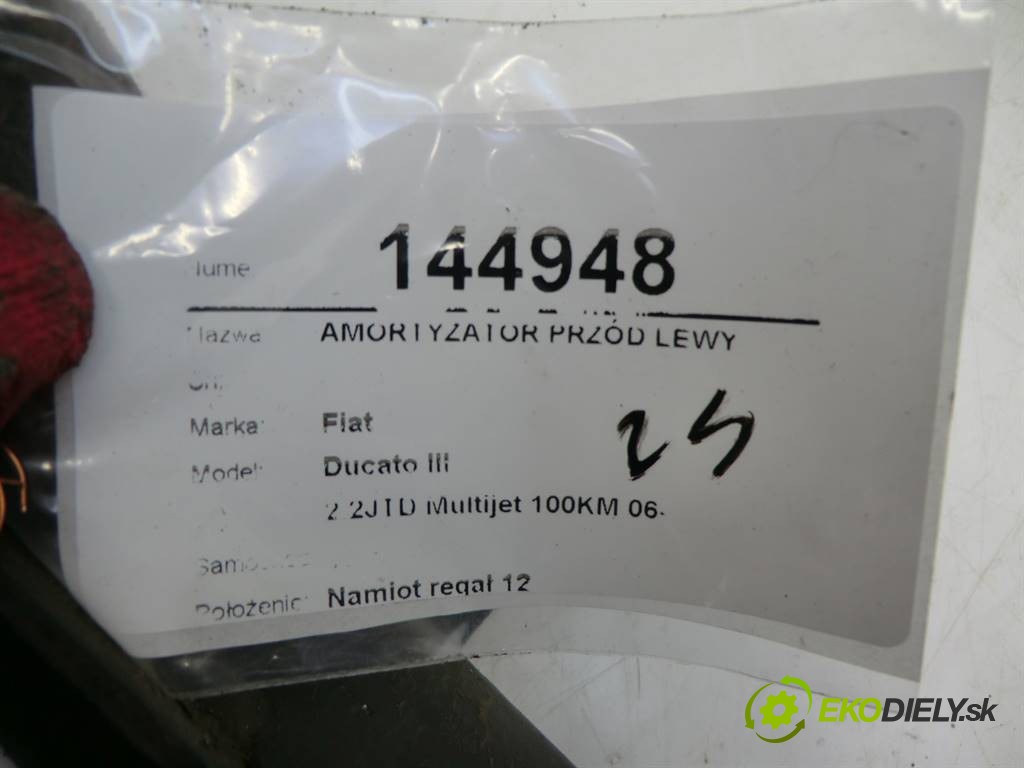 144948
AMORTYZATOR PRZÓD LEWY
Marka: Fiat
Model: Ducato III
2.2JTD Multijet 100KM 06-
25
Położenie: Namiot regał 12
EKODIELY.sk